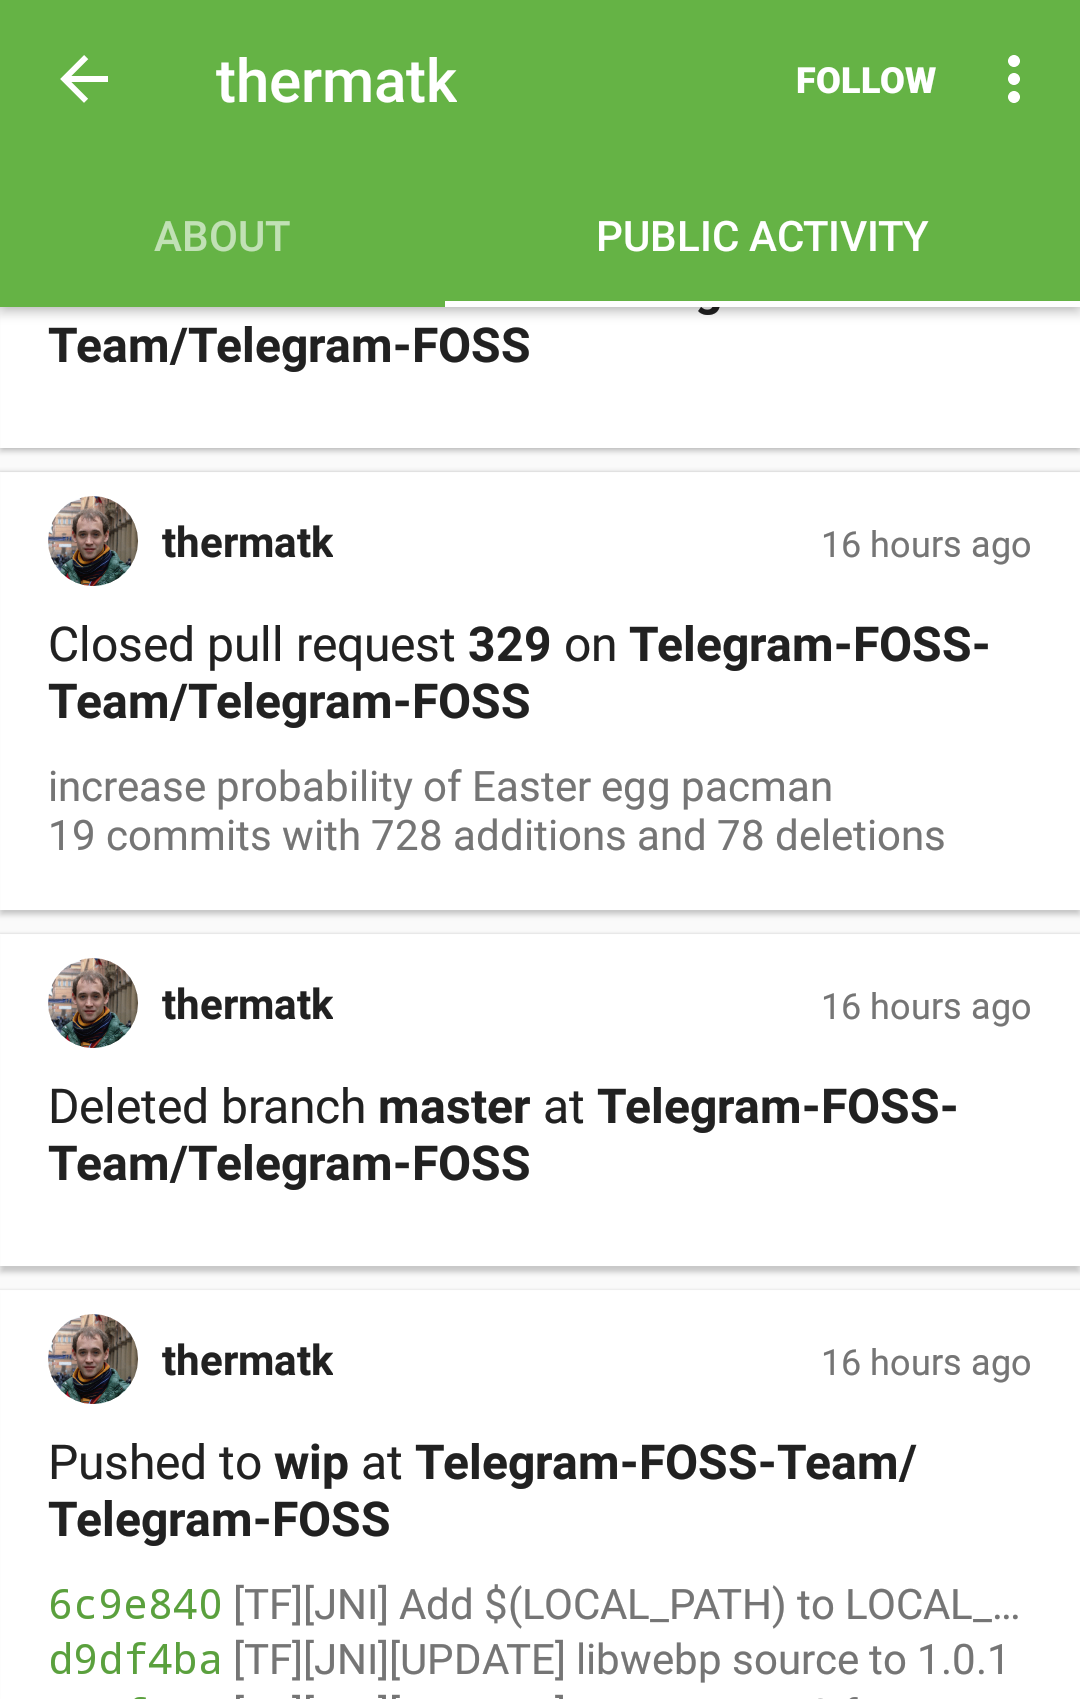 thermatk
FOLLOW
ABOUT
PUBLIC ACTIVITY
Team/Telegram-FOSS
thermatk
16 hours ago
Closed pull request 329 on Telegram-FOSS-
Team/Telegram-FOSS
increase probability of Easter egg pacman
19 commits with 728 additions and 78 deletions
thermatk
16 hours ago
Deleted branch master at Telegram-FOSS-
Team/Telegram-FOSS
thermatk
16 hours ago
Pushed to wip at Telegram-FOSS-Team/
Telegram-FOSS
6c9e840 [TF][JNI] Add $(LOCAL_PATH) to LOCAL_...
d9df4ba [TF][JNI][UPDATE] libwebp source to 1.0.1